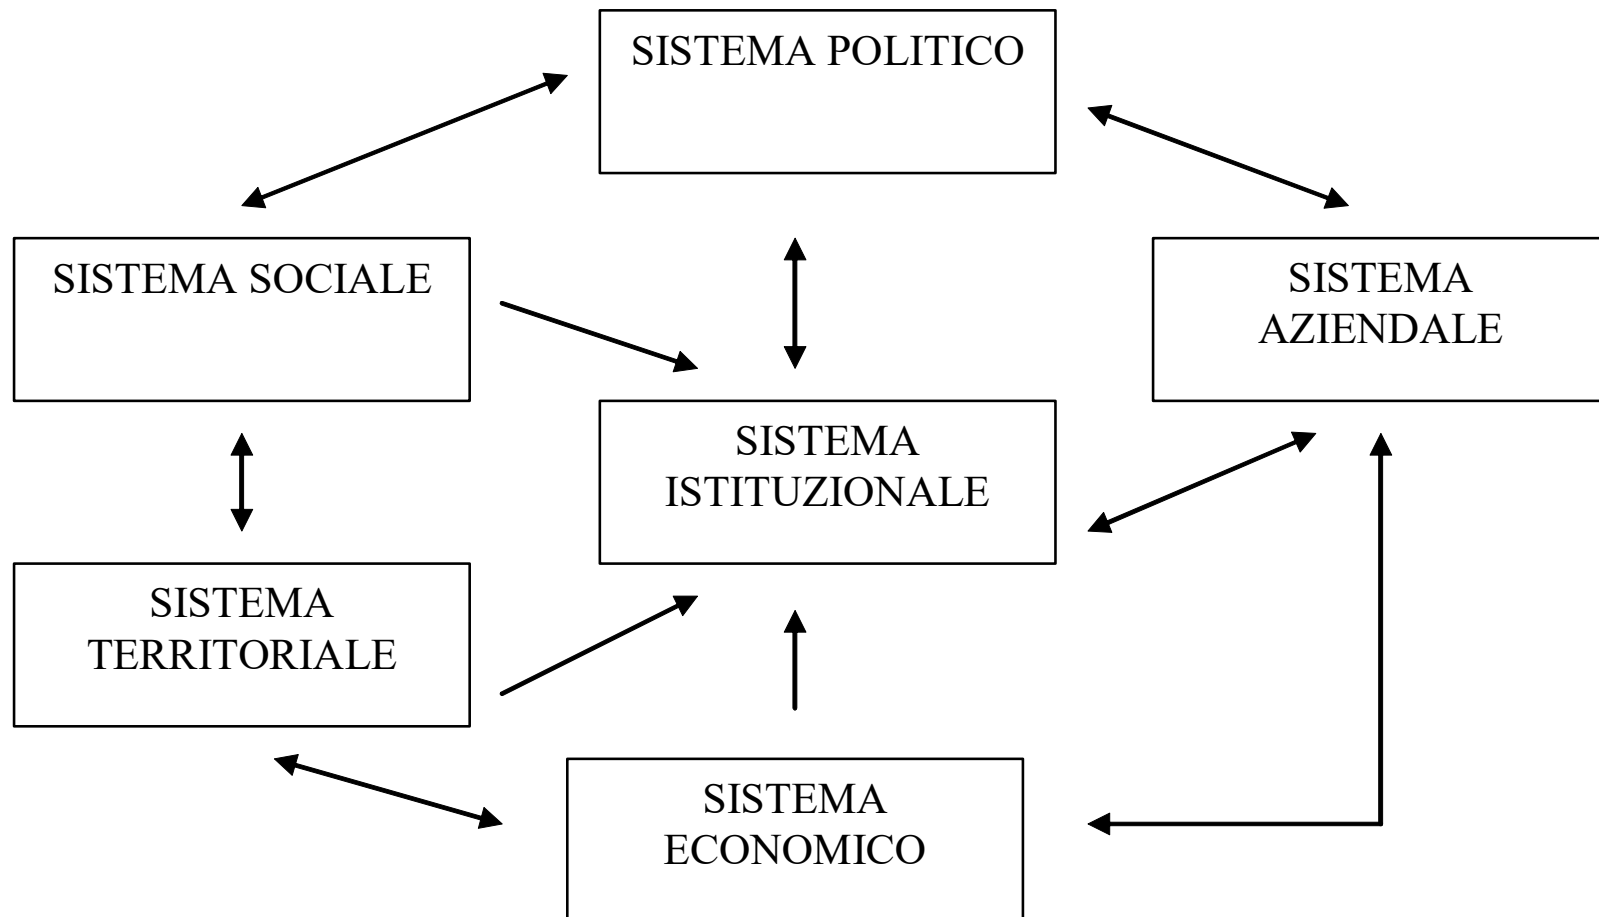 SISTEMA POLITICO
SISTEMA SOCIALE
SISTEMA
AZIENDALE
SISTEMA
ISTITUZIONALE
SISTEMA
TERRITORIALE
SISTEMA
ECONOMICO